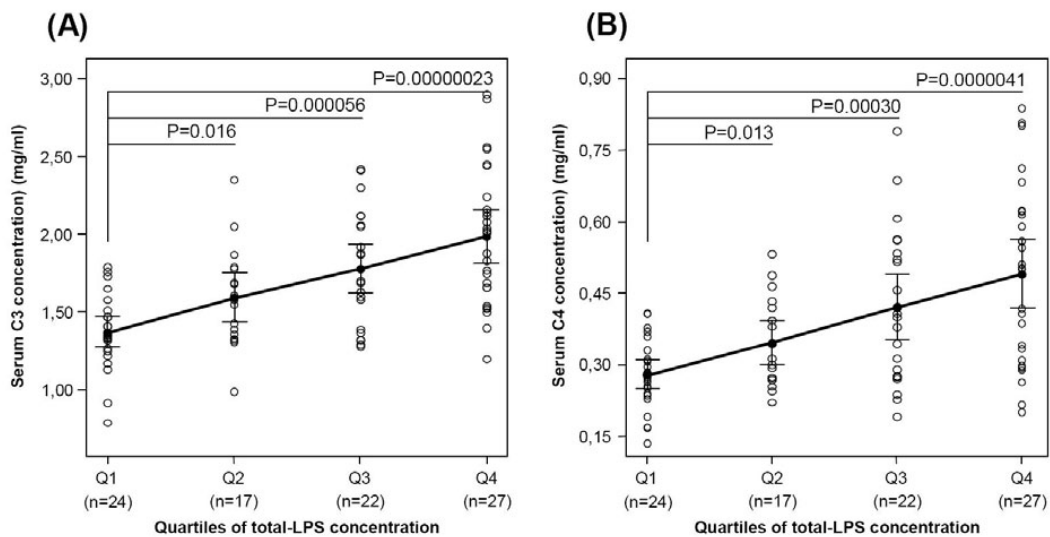 (A)
3,00
2,50
2,00
1,50
1,00
Serum C3 concentration) (mg/ml)
P=0.00000023
P=0.000056
P=0.016
Q1 Q2 Q3 Q4
(n=24) (n=17) (n=22) (n=27)
Quartiles of total-LPS concentration
(B)
0,90
0,75
0,60
0,45
0,30
0,15
Serum C4 concentration) (mg/ml)
P=0.0000041
P=0.00030
P=0.013
Q1 Q2 Q3 Q4
(n=24) (n=17) (n=22) (n=27)
Quartiles of total-LPS concentration